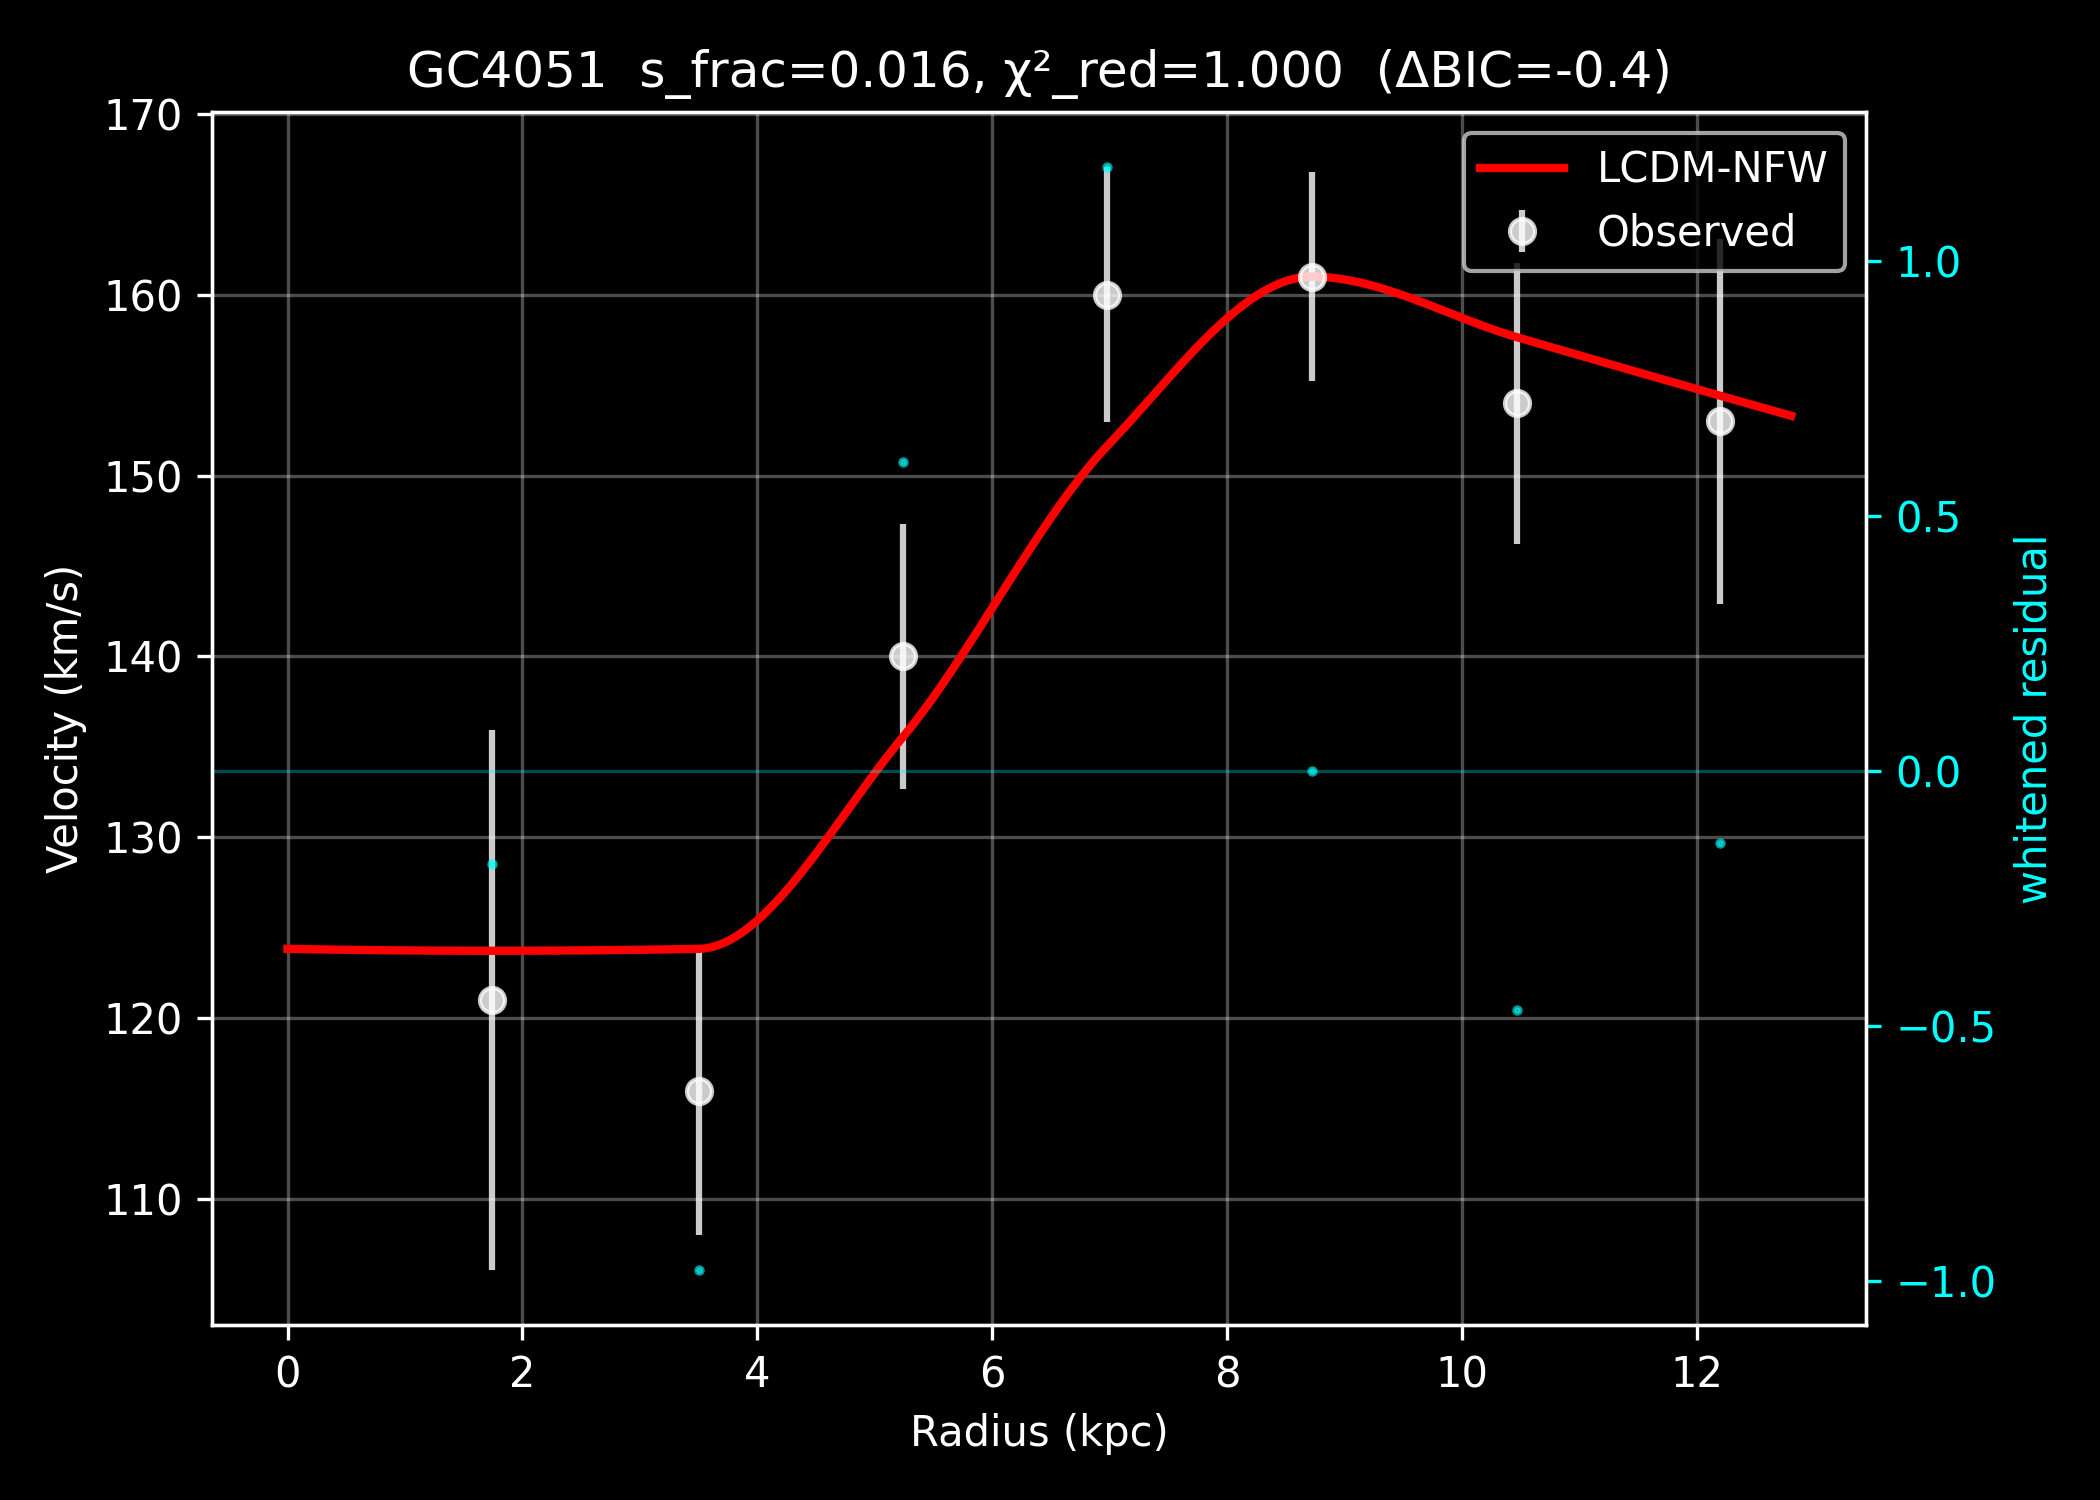 GC4051 s_frac=0.016, χ²_red=1.000 (ΔBIC=-0.4)
170
160
150
140
130
120
110
Velocity (km/s)
LCDM-NFW
Observed
1.0
0.5
0.0
−0.5
−1.0
whitened residual
0 2 4 6 8 10 12
Radius (kpc)